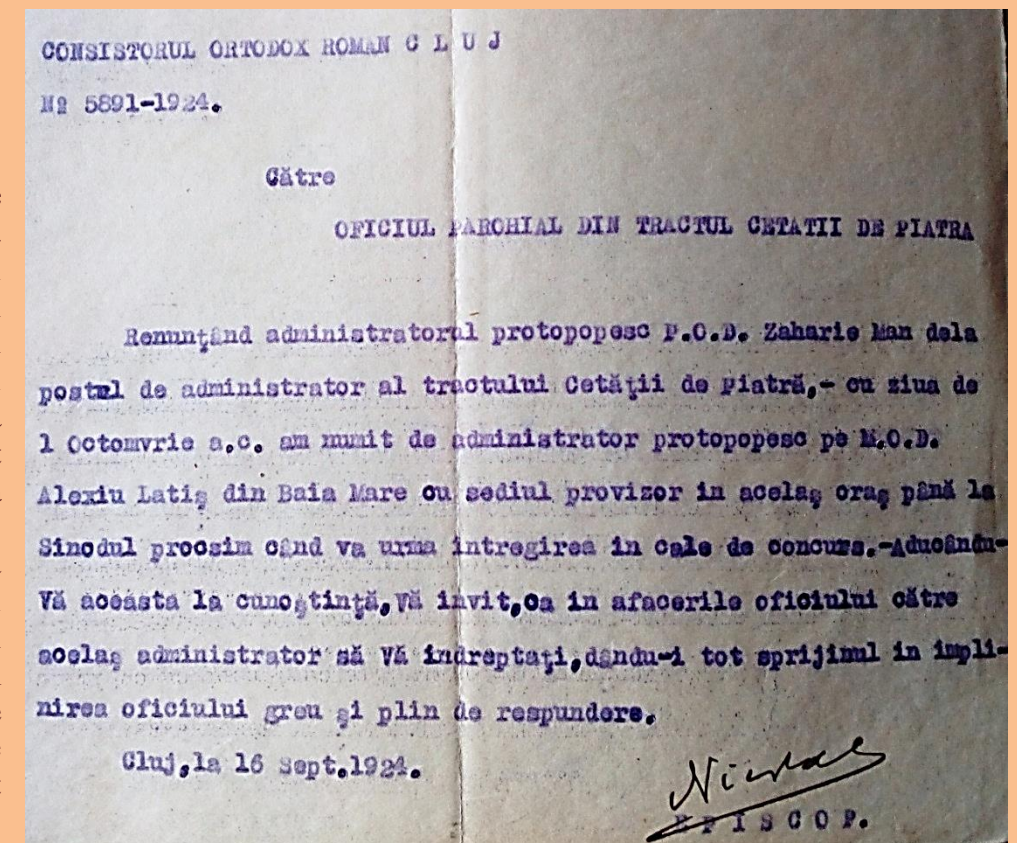 CONSISTORUL ORTODOX ROMAN C L U J
№ 5891-1924.
Către
OFICIUL PAROHIAL DIN TRACTUL CETATII DE PIATRA
Renunţând administratorul protopopesc P.O.D. Zaharie Man dela
postul de administrator al tractului Cetăţii de Piatră,- cu ziua de
1 Octomvrie a.c. am numit de administrator protopopesc pe M.O.D.
Alexiu Latiş din Baia Mare cu sediul provizor in acelaş oraş până la
Sinodul procsim când va urma intregirea in cale de concurs.-Aducându-
Vă aceasta la cunoştinţă,Vă invit,ca in afacerile oficiului către
acelaş administrator să Vă indreptaţi,dându-i tot sprijinul in impli-
nirea oficiului greu şi plin de respundere.
Cluj,la 16 Sept.1924.
Nicolae
EPISCOP.